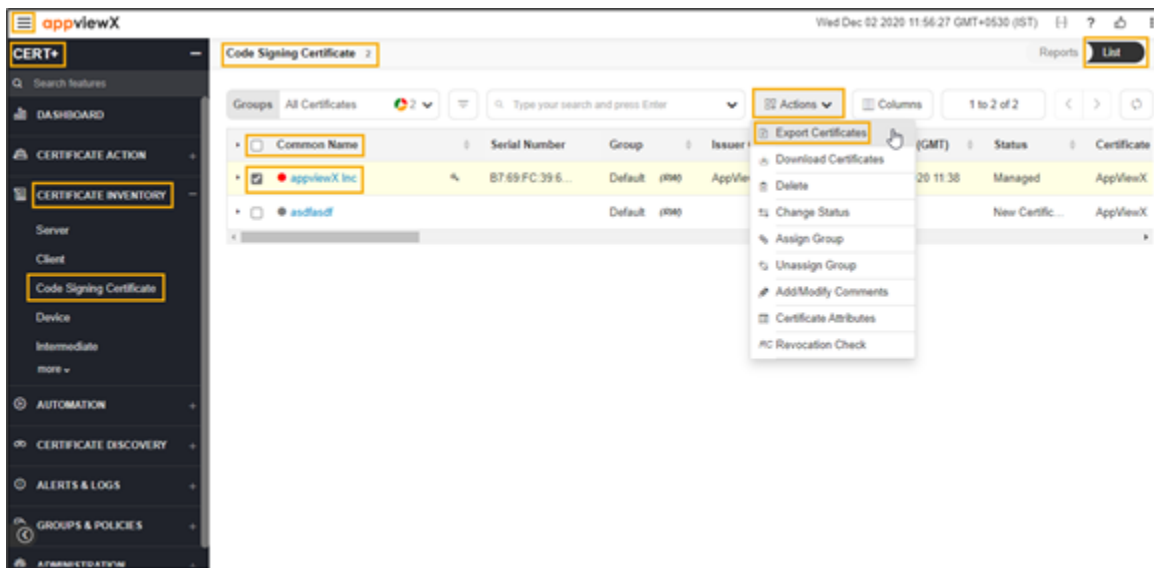 appviewX
Wed Dec 02 2020 11:56:27 GMT+0530 (IST)
CERT+
Search features
DASHBOARD
CERTIFICATE ACTION
CERTIFICATE INVENTORY
Server
Client
Code Signing Certificate
Device
Intermediate
more
AUTOMATION
CERTIFICATE DISCOVERY
ALERTS & LOGS
GROUPS & POLICIES
ADMINISTRATION
Code Signing Certificate 2
Reports List
Groups All Certificates 2 Type your search and press Enter Actions Columns 1 to 2 of 2
Common Name Serial Number Group Issuer (GMT) Status Certificate
appviewX Inc B7:69:FC:39:6... Default AppVie 20 11:38 Managed AppViewX
asdfasdf Default New Certific... AppViewX
Export Certificates
Download Certificates
Delete
Change Status
Assign Group
Unassign Group
Add/Modify Comments
Certificate Attributes
RC Revocation Check